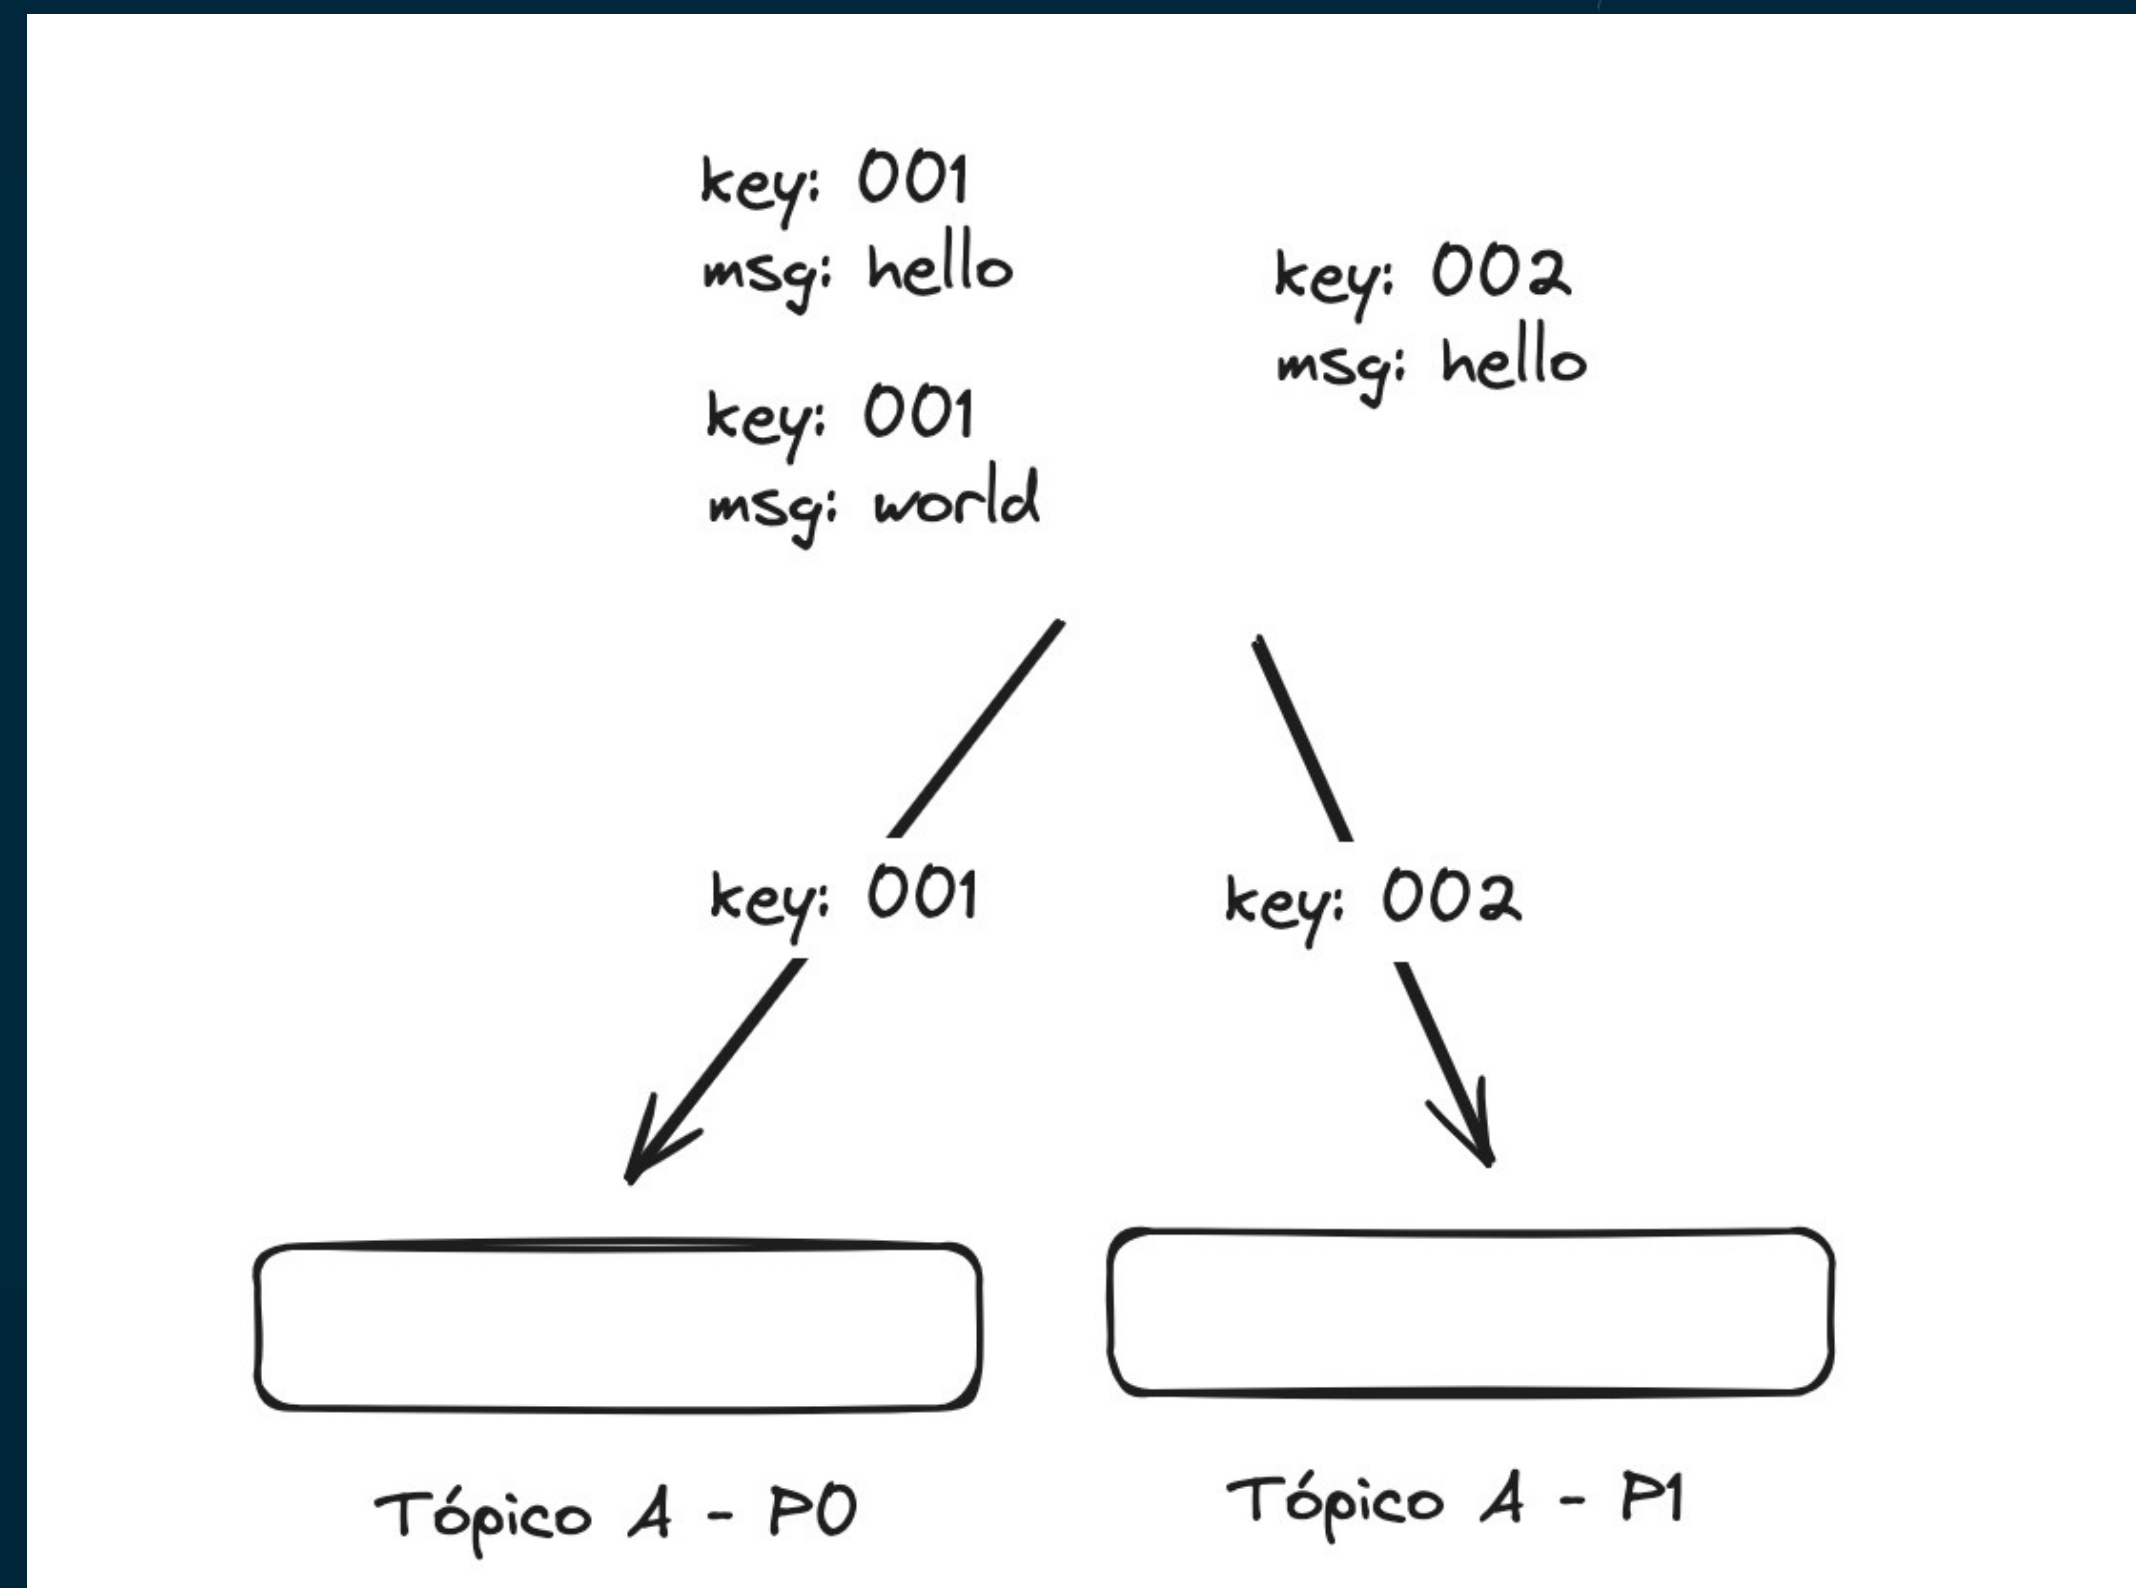 key: 001
msg: hello
key: 001
msg: world
key: 002
msg: hello
key: 001
key: 002
Tópico A - P0
Tópico A - P1